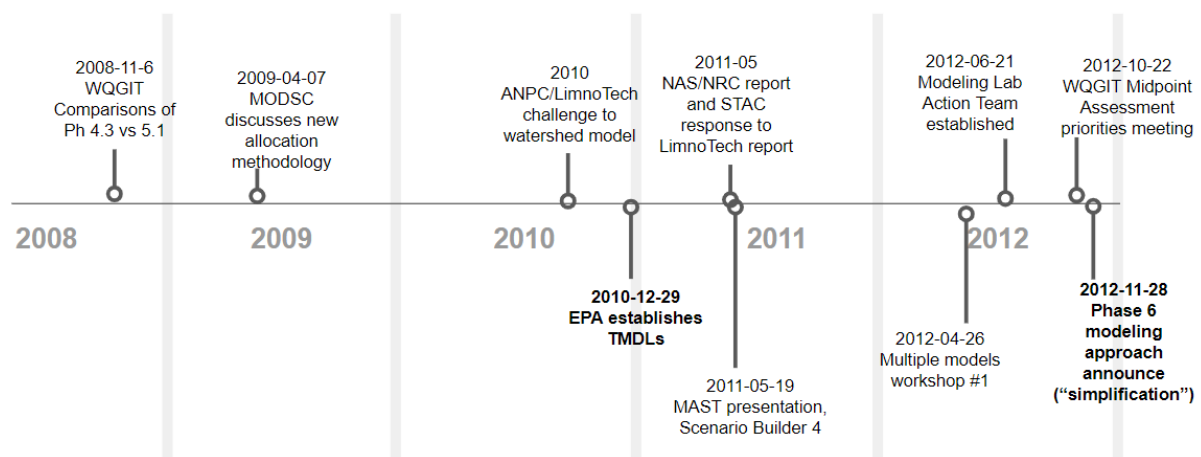 2008-11-6
WQGIT
Comparisons of
Ph 4.3 vs 5.1
2009-04-07
MODSC
discusses new
allocation
methodology
2010
ANPC/LimnoTech
challenge to
watershed model
2011-05
NAS/NRC report
and STAC
response to
LimnoTech report
2012-06-21
Modeling Lab
Action Team
established
2012-10-22
WQGIT Midpoint
Assessment
priorities meeting
2008
2009
2010
2011
2012
2010-12-29
EPA establishes
TMDLs
2011-05-19
MAST presentation,
Scenario Builder 4
2012-04-26
Multiple models
workshop #1
2012-11-28
Phase 6
modeling
approach
announce
(“simplification”)